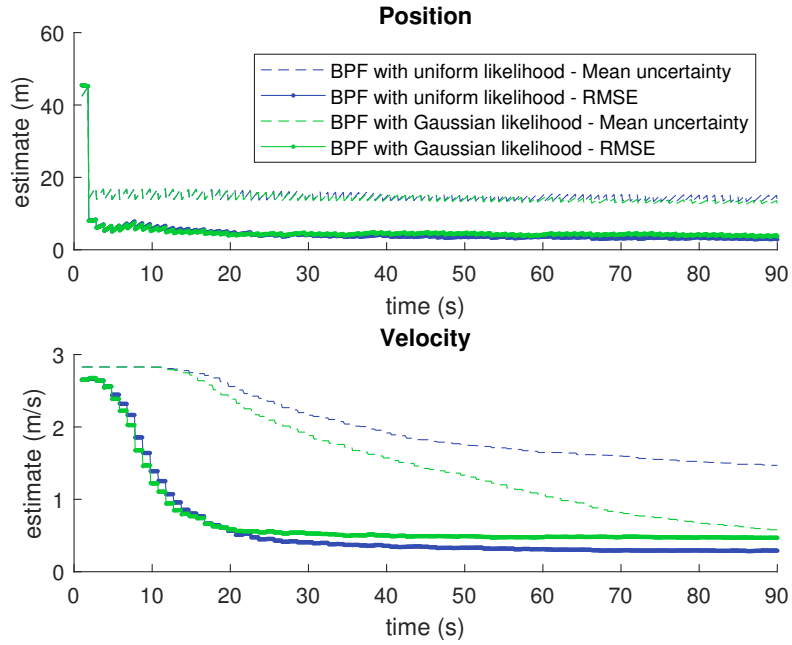 Position
60
40
20
0
estimate (m)
BPF with uniform likelihood - Mean uncertainty
BPF with uniform likelihood - RMSE
BPF with Gaussian likelihood - Mean uncertainty
BPF with Gaussian likelihood - RMSE
0 10 20 30 40 50 60 70 80 90
time (s)
Velocity
3
2
1
0
estimate (m/s)
0 10 20 30 40 50 60 70 80 90
time (s)